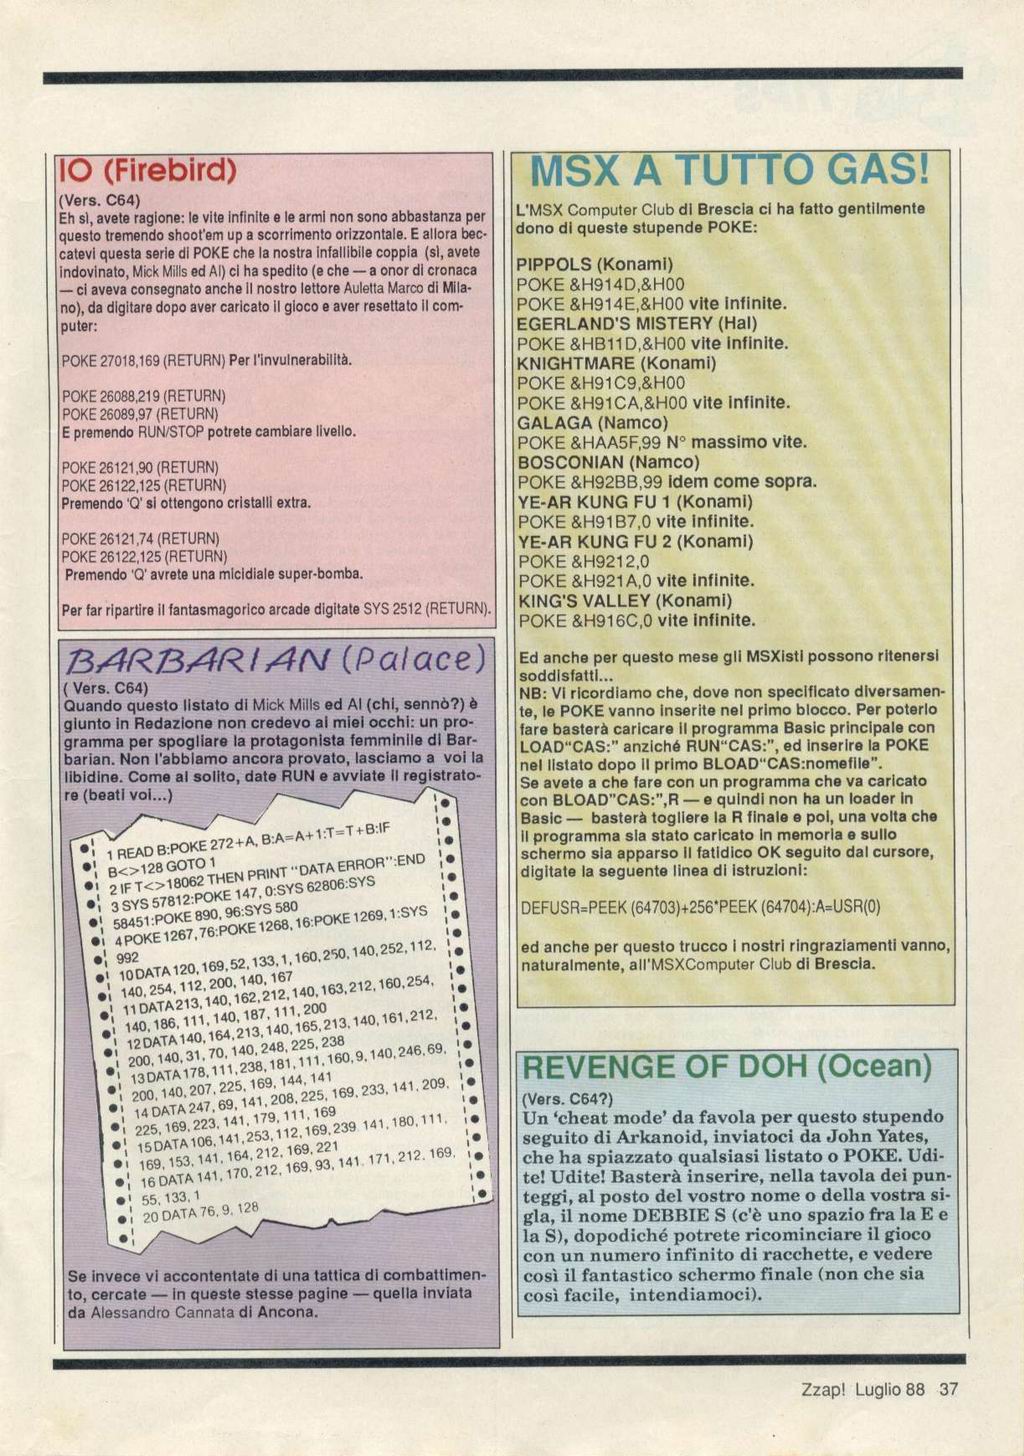 IO (Firebird)
(Vers. C64)
Eh sì, avete ragione: le vite infinite e le armi non sono abbastanza per
questo tremendo shoot'em up a scorrimento orizzontale. E allora bec-
catevi questa serie di POKE che la nostra infallibile coppia (sì, avete
indovinato, Mick Mills ed Al) ci ha spedito (e che — a onor di cronaca
— ci aveva consegnato anche il nostro lettore Auletta Marco di Mila-
no), da digitare dopo aver caricato il gioco e aver resettato il com-
puter:
POKE 27018,169 (RETURN) Per l'invulnerabilità.
POKE 26088,219 (RETURN)
POKE 26089,97 (RETURN)
E premendo RUN/STOP potrete cambiare livello.
POKE 26121,90 (RETURN)
POKE 26122,125 (RETURN)
Premendo 'Q' si ottengono cristalli extra.
POKE 26121,74 (RETURN)
POKE 26122,125 (RETURN)
Premendo 'Q' avrete una micidiale super-bomba.
Per far ripartire il fantasmagorico arcade digitate SYS 2512 (RETURN).
BARBARIAN (Palace)
( Vers. C64)
Quando questo listato di Mick Mills ed Al (chi, sennò?) è
giunto in Redazione non credevo ai miei occhi: un pro-
gramma per spogliare la protagonista femminile di Bar-
barian. Non l'abbiamo ancora provato, lasciamo a voi la
libidine. Come al solito, date RUN e avviate il registrato-
re (beati voi...)
1 READ B:POKE 272+A, B:A=A+1:T=T+B:IF
B<>128 GOTO 1
2 IF T<>18062 THEN PRINT "DATA ERROR":END
3 SYS 57812:POKE 147, 0:SYS 62806:SYS
58451:POKE 890, 96:SYS 580
4 POKE 1267, 76:POKE 1268, 16:POKE 1269, 1:SYS
992
10 DATA 120, 169, 52, 133, 1, 160, 250, 140, 252, 112,
140, 254, 112, 200, 140, 167
11 DATA 213, 140, 162, 212, 140, 163, 212, 160, 254,
140, 186, 111, 140, 187, 111, 200
12 DATA 140, 164, 213, 140, 165, 213, 140, 161, 212,
200, 140, 31, 70, 140, 248, 225, 238
13 DATA 178, 111, 238, 181, 111, 160, 9, 140, 246, 69,
200, 140, 207, 225, 169, 144, 141
14 DATA 247, 69, 141, 208, 225, 169, 233, 141, 209,
225, 169, 223, 141, 179, 111, 169
15 DATA 106, 141, 253, 112, 169, 239. 141, 180, 111,
169, 153, 141, 164, 212, 169, 221
16 DATA 141, 170, 212, 169, 93, 141. 171, 212. 169,
55, 133, 1
20 DATA 76, 9, 128
Se invece vi accontentate di una tattica di combattimen-
to, cercate — in queste stesse pagine — quella inviata
da Alessandro Cannata di Ancona.
MSX A TUTTO GAS!
L'MSX Computer Club di Brescia ci ha fatto gentilmente
dono di queste stupende POKE:
PIPPOLS (Konami)
POKE &H914D,&H00
POKE &H914E,&H00 vite infinite.
EGERLAND'S MISTERY (Hal)
POKE &HB11D,&H00 vite infinite.
KNIGHTMARE (Konami)
POKE &H91C9,&H00
POKE &H91CA,&H00 vite infinite.
GALAGA (Namco)
POKE &HAA5F,99 N° massimo vite.
BOSCONIAN (Namco)
POKE &H92BB,99 idem come sopra.
YE-AR KUNG FU 1 (Konami)
POKE &H91B7,0 vite infinite.
YE-AR KUNG FU 2 (Konami)
POKE &H9212,0
POKE &H921A,0 vite infinite.
KING'S VALLEY (Konami)
POKE &H916C,0 vite infinite.
Ed anche per questo mese gli MSXisti possono ritenersi
soddisfatti...
NB: Vi ricordiamo che, dove non specificato diversamen-
te, le POKE vanno inserite nel primo blocco. Per poterlo
fare basterà caricare il programma Basic principale con
LOAD"CAS:" anziché RUN"CAS:", ed inserire la POKE
nel listato dopo il primo BLOAD"CAS:nomefile".
Se avete a che fare con un programma che va caricato
con BLOAD"CAS:",R — e quindi non ha un loader in
Basic — basterà togliere la R finale e poi, una volta che
il programma sia stato caricato in memoria e sullo
schermo sia apparso il fatidico OK seguito dal cursore,
digitate la seguente linea di istruzioni:
DEFUSR=PEEK (64703)+256*PEEK (64704):A=USR(0)
ed anche per questo trucco i nostri ringraziamenti vanno,
naturalmente, all'MSXComputer Club di Brescia.
REVENGE OF DOH (Ocean)
(Vers. C64?)
Un 'cheat mode' da favola per questo stupendo
seguito di Arkanoid, inviatoci da John Yates,
che ha spiazzato qualsiasi listato o POKE. Udi-
te! Udite! Basterà inserire, nella tavola dei pun-
teggi, al posto del vostro nome o della vostra si-
gla, il nome DEBBIE S (c'è uno spazio fra la E e
la S), dopodiché potrete ricominciare il gioco
con un numero infinito di racchette, e vedere
così il fantastico schermo finale (non che sia
così facile, intendiamoci).
Zzap! Luglio 88 37